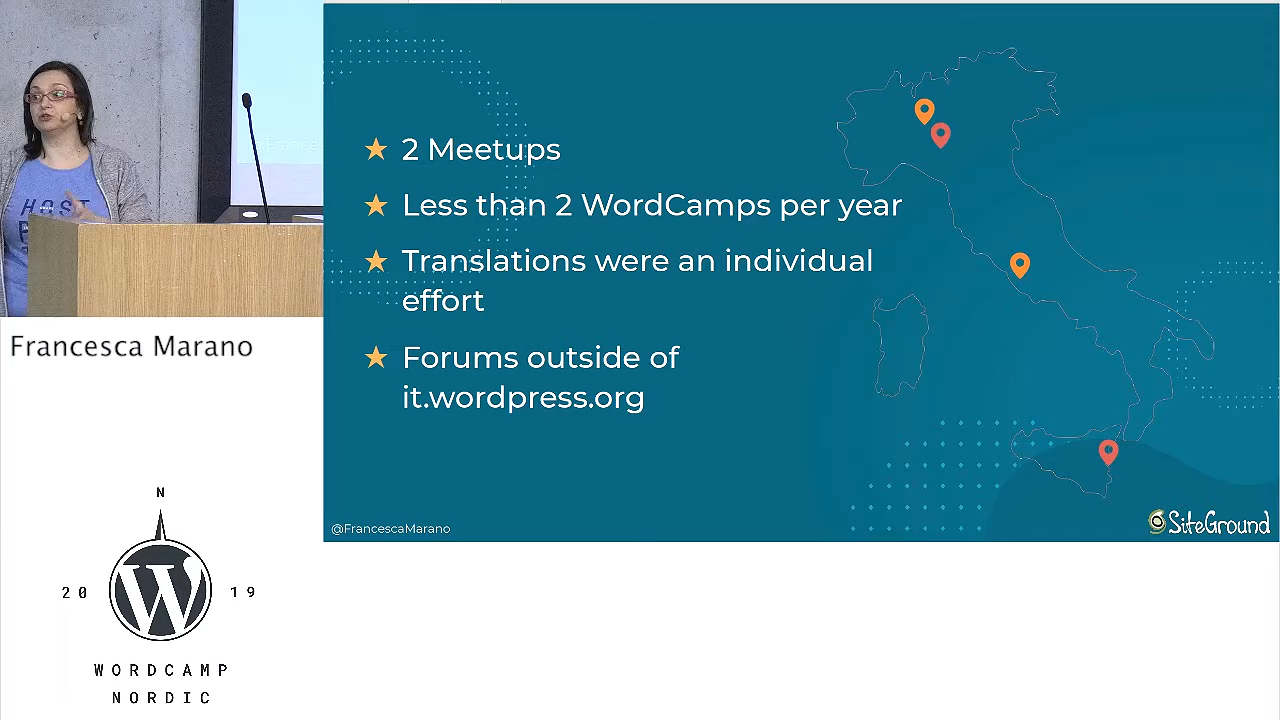 HOST
2 Meetups
Less than 2 WordCamps per year
Translations were an individual
effort
Forums outside of
it.wordpress.org
@FrancescaMarano
SiteGround
Francesca Marano
N
20 19
WORDCAMP
NORDIC